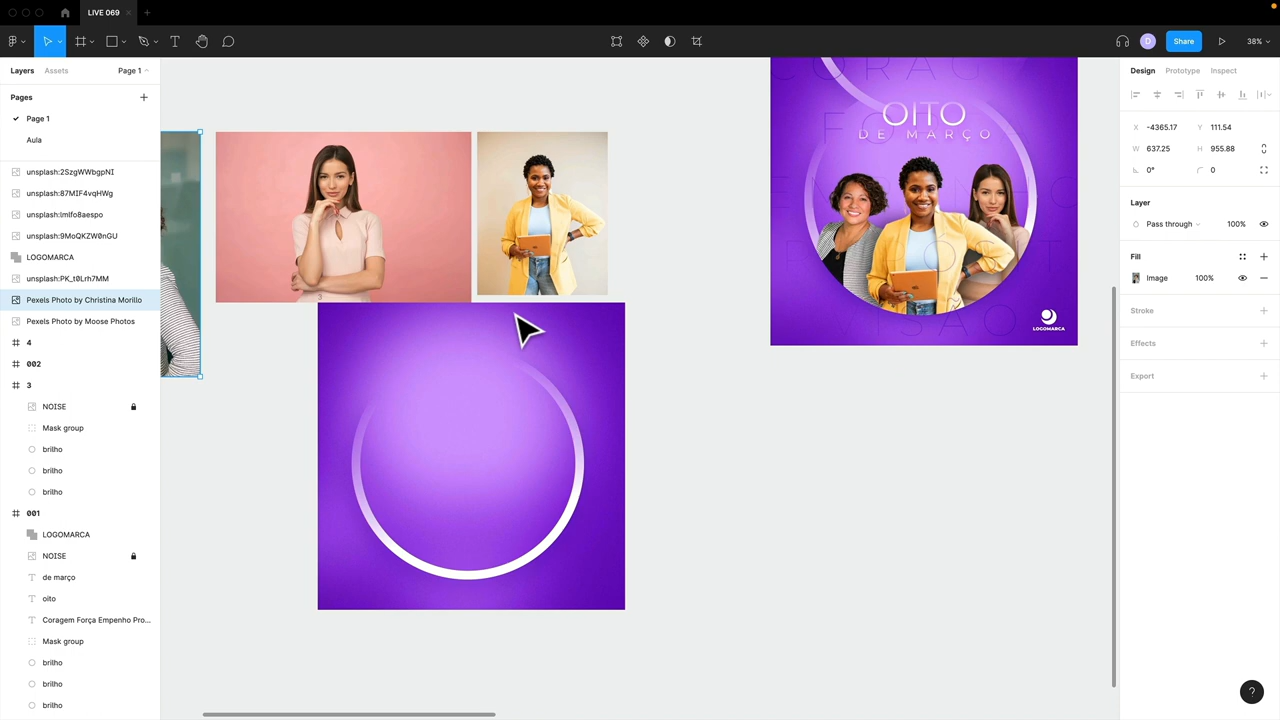 LIVE 069
D
Share
38%
Layers
Assets
Page 1
Pages
Page 1
Aula
unsplash:2SzgWWbgpNI
unsplash:87MIF4vqHWg
unsplash:Imlfo8aespo
unsplash:9MoQKZW0nGU
LOGOMARCA
unsplash:PK_t0Lrh7MM
Pexels Photo by Christina Morillo
Pexels Photo by Moose Photos
4
002
3
NOISE
Mask group
brilho
brilho
brilho
001
LOGOMARCA
NOISE
de março
oito
Coragem Força Empenho Pro...
Mask group
brilho
brilho
brilho
3
CORAG
OITO
DE MARÇO
LOGOMARCA
Design
Prototype
Inspect
X -4365.17 Y 111.54
W 637.25 H 955.88
0° 0
Layer
Pass through 100%
Fill
Image 100%
Stroke
Effects
Export
?